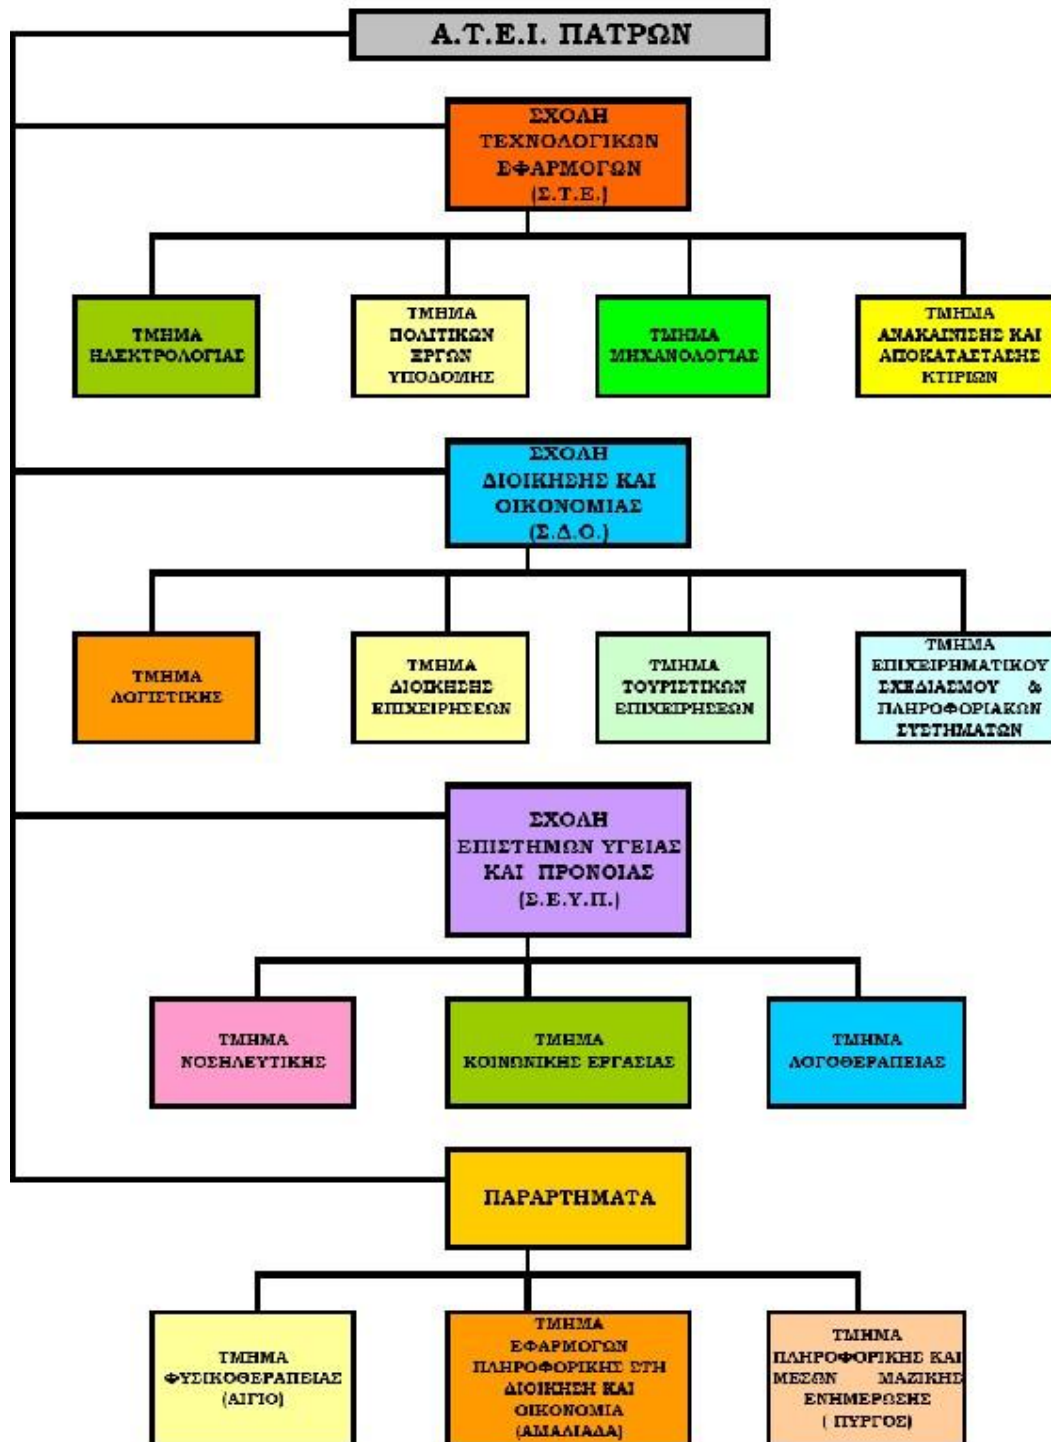 Α.Τ.Ε.Ι. ΠΑΤΡΩΝ
ΣΧΟΛΗ
ΤΕΧΝΟΛΟΓΙΚΩΝ
ΕΦΑΡΜΟΓΩΝ
(Σ.Τ.Ε.)
ΤΜΗΜΑ
ΗΛΕΚΤΡΟΛΟΓΙΑΣ
ΤΜΗΜΑ
ΠΟΛΙΤΙΚΩΝ
ΕΡΓΩΝ
ΥΠΟΔΟΜΗΣ
ΤΜΗΜΑ
ΜΗΧΑΝΟΛΟΓΙΑΣ
ΤΜΗΜΑ
ΑΝΑΚΑΙΝΙΣΗΣ ΚΑΙ
ΑΠΟΚΑΤΑΣΤΑΣΗΣ
ΚΤΙΡΙΩΝ
ΣΧΟΛΗ
ΔΙΟΙΚΗΣΗΣ ΚΑΙ
ΟΙΚΟΝΟΜΙΑΣ
(Σ.Δ.Ο.)
ΤΜΗΜΑ
ΛΟΓΙΣΤΙΚΗΣ
ΤΜΗΜΑ
ΔΙΟΙΚΗΣΗΣ
ΕΠΙΧΕΙΡΗΣΕΩΝ
ΤΜΗΜΑ
ΤΟΥΡΙΣΤΙΚΩΝ
ΕΠΙΧΕΙΡΗΣΕΩΝ
ΤΜΗΜΑ
ΕΠΙΧΕΙΡΗΜΑΤΙΚΟΥ
ΣΧΕΔΙΑΣΜΟΥ &
ΠΛΗΡΟΦΟΡΙΑΚΩΝ
ΣΥΣΤΗΜΑΤΩΝ
ΣΧΟΛΗ
ΕΠΙΣΤΗΜΩΝ ΥΓΕΙΑΣ
ΚΑΙ ΠΡΟΝΟΙΑΣ
(Σ.Ε.Υ.Π.)
ΤΜΗΜΑ
ΝΟΣΗΛΕΥΤΙΚΗΣ
ΤΜΗΜΑ
ΚΟΙΝΩΝΙΚΗΣ ΕΡΓΑΣΙΑΣ
ΤΜΗΜΑ
ΛΟΓΟΘΕΡΑΠΕΙΑΣ
ΠΑΡΑΡΤΗΜΑΤΑ
ΤΜΗΜΑ
ΦΥΣΙΚΟΘΕΡΑΠΕΙΑΣ
(ΑΙΓΙΟ)
ΤΜΗΜΑ
ΕΦΑΡΜΟΓΩΝ
ΠΛΗΡΟΦΟΡΙΚΗΣ ΣΤΗ
ΔΙΟΙΚΗΣΗ ΚΑΙ
ΟΙΚΟΝΟΜΙΑ
(ΑΜΑΛΙΑΔΑ)
ΤΜΗΜΑ
ΠΛΗΡΟΦΟΡΙΚΗΣ ΚΑΙ
ΜΕΣΩΝ ΜΑΖΙΚΗΣ
ΕΝΗΜΕΡΩΣΗΣ
( ΠΥΡΓΟΣ)